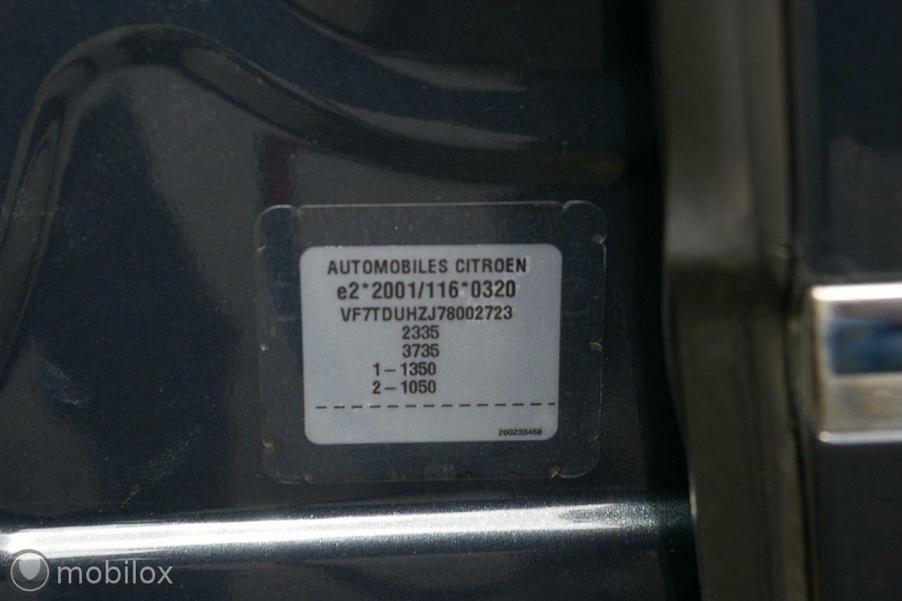 AUTOMOBILES CITROEN
e2*2001/116*0320
VF7TDUHZJ78002723
2335
3735
1-1350
2-1050
200233458
mobilox